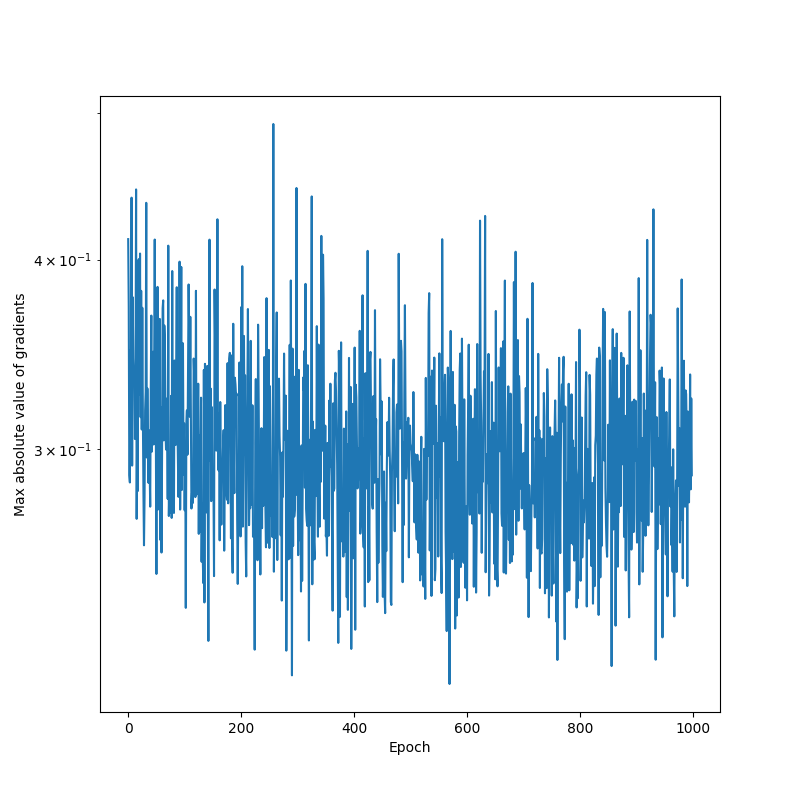 Max absolute value of gradients
4 × 10⁻¹
3 × 10⁻¹
0 200 400 600 800 1000
Epoch